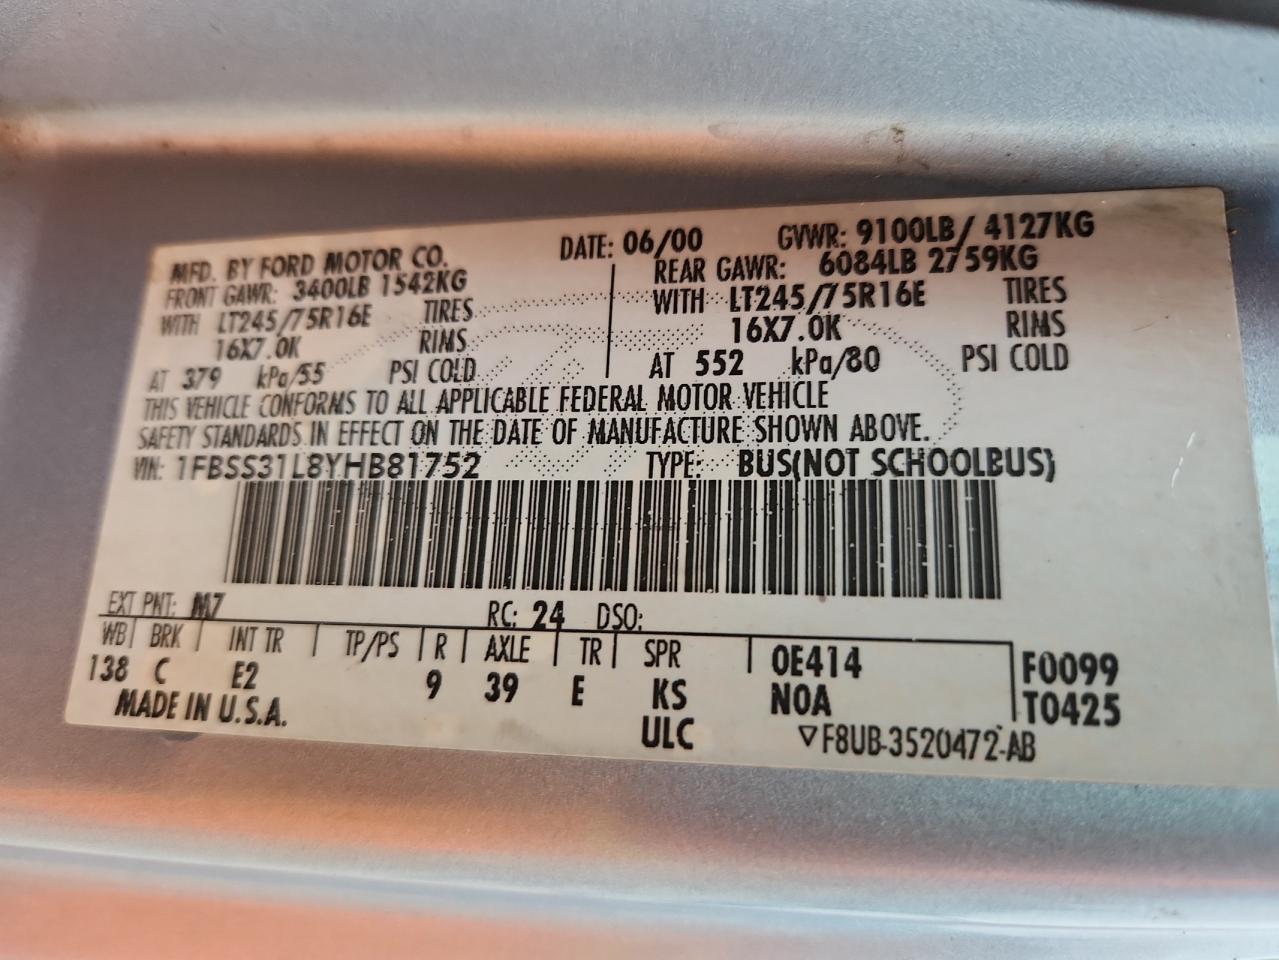 MFD. BY FORD MOTOR CO. DATE: 06/00 GVWR: 9100LB/ 4127KG
FRONT GAWR: 3400LB 1542KG REAR GAWR: 6084LB 2759KG
WITH LT245/75R16E TIRES WITH LT245/75R16E TIRES
16X7.0K RIMS 16X7.0K RIMS
AT 379 kPa/55 PSI COLD AT 552 kPa/80 PSI COLD
THIS VEHICLE CONFORMS TO ALL APPLICABLE FEDERAL MOTOR VEHICLE
SAFETY STANDARDS IN EFFECT ON THE DATE OF MANUFACTURE SHOWN ABOVE.
VIN: 1FBSS31L8YHB81752 TYPE: BUS(NOT SCHOOLBUS)
EXT PNT: M7 RC: 24 DSO:
WB BRK INT TR TP/PS R AXLE TR SPR 0E414 F0099
138 C E2 9 39 E KS N0A T0425
MADE IN U.S.A. ULC ▽F8UB-3520472-AB